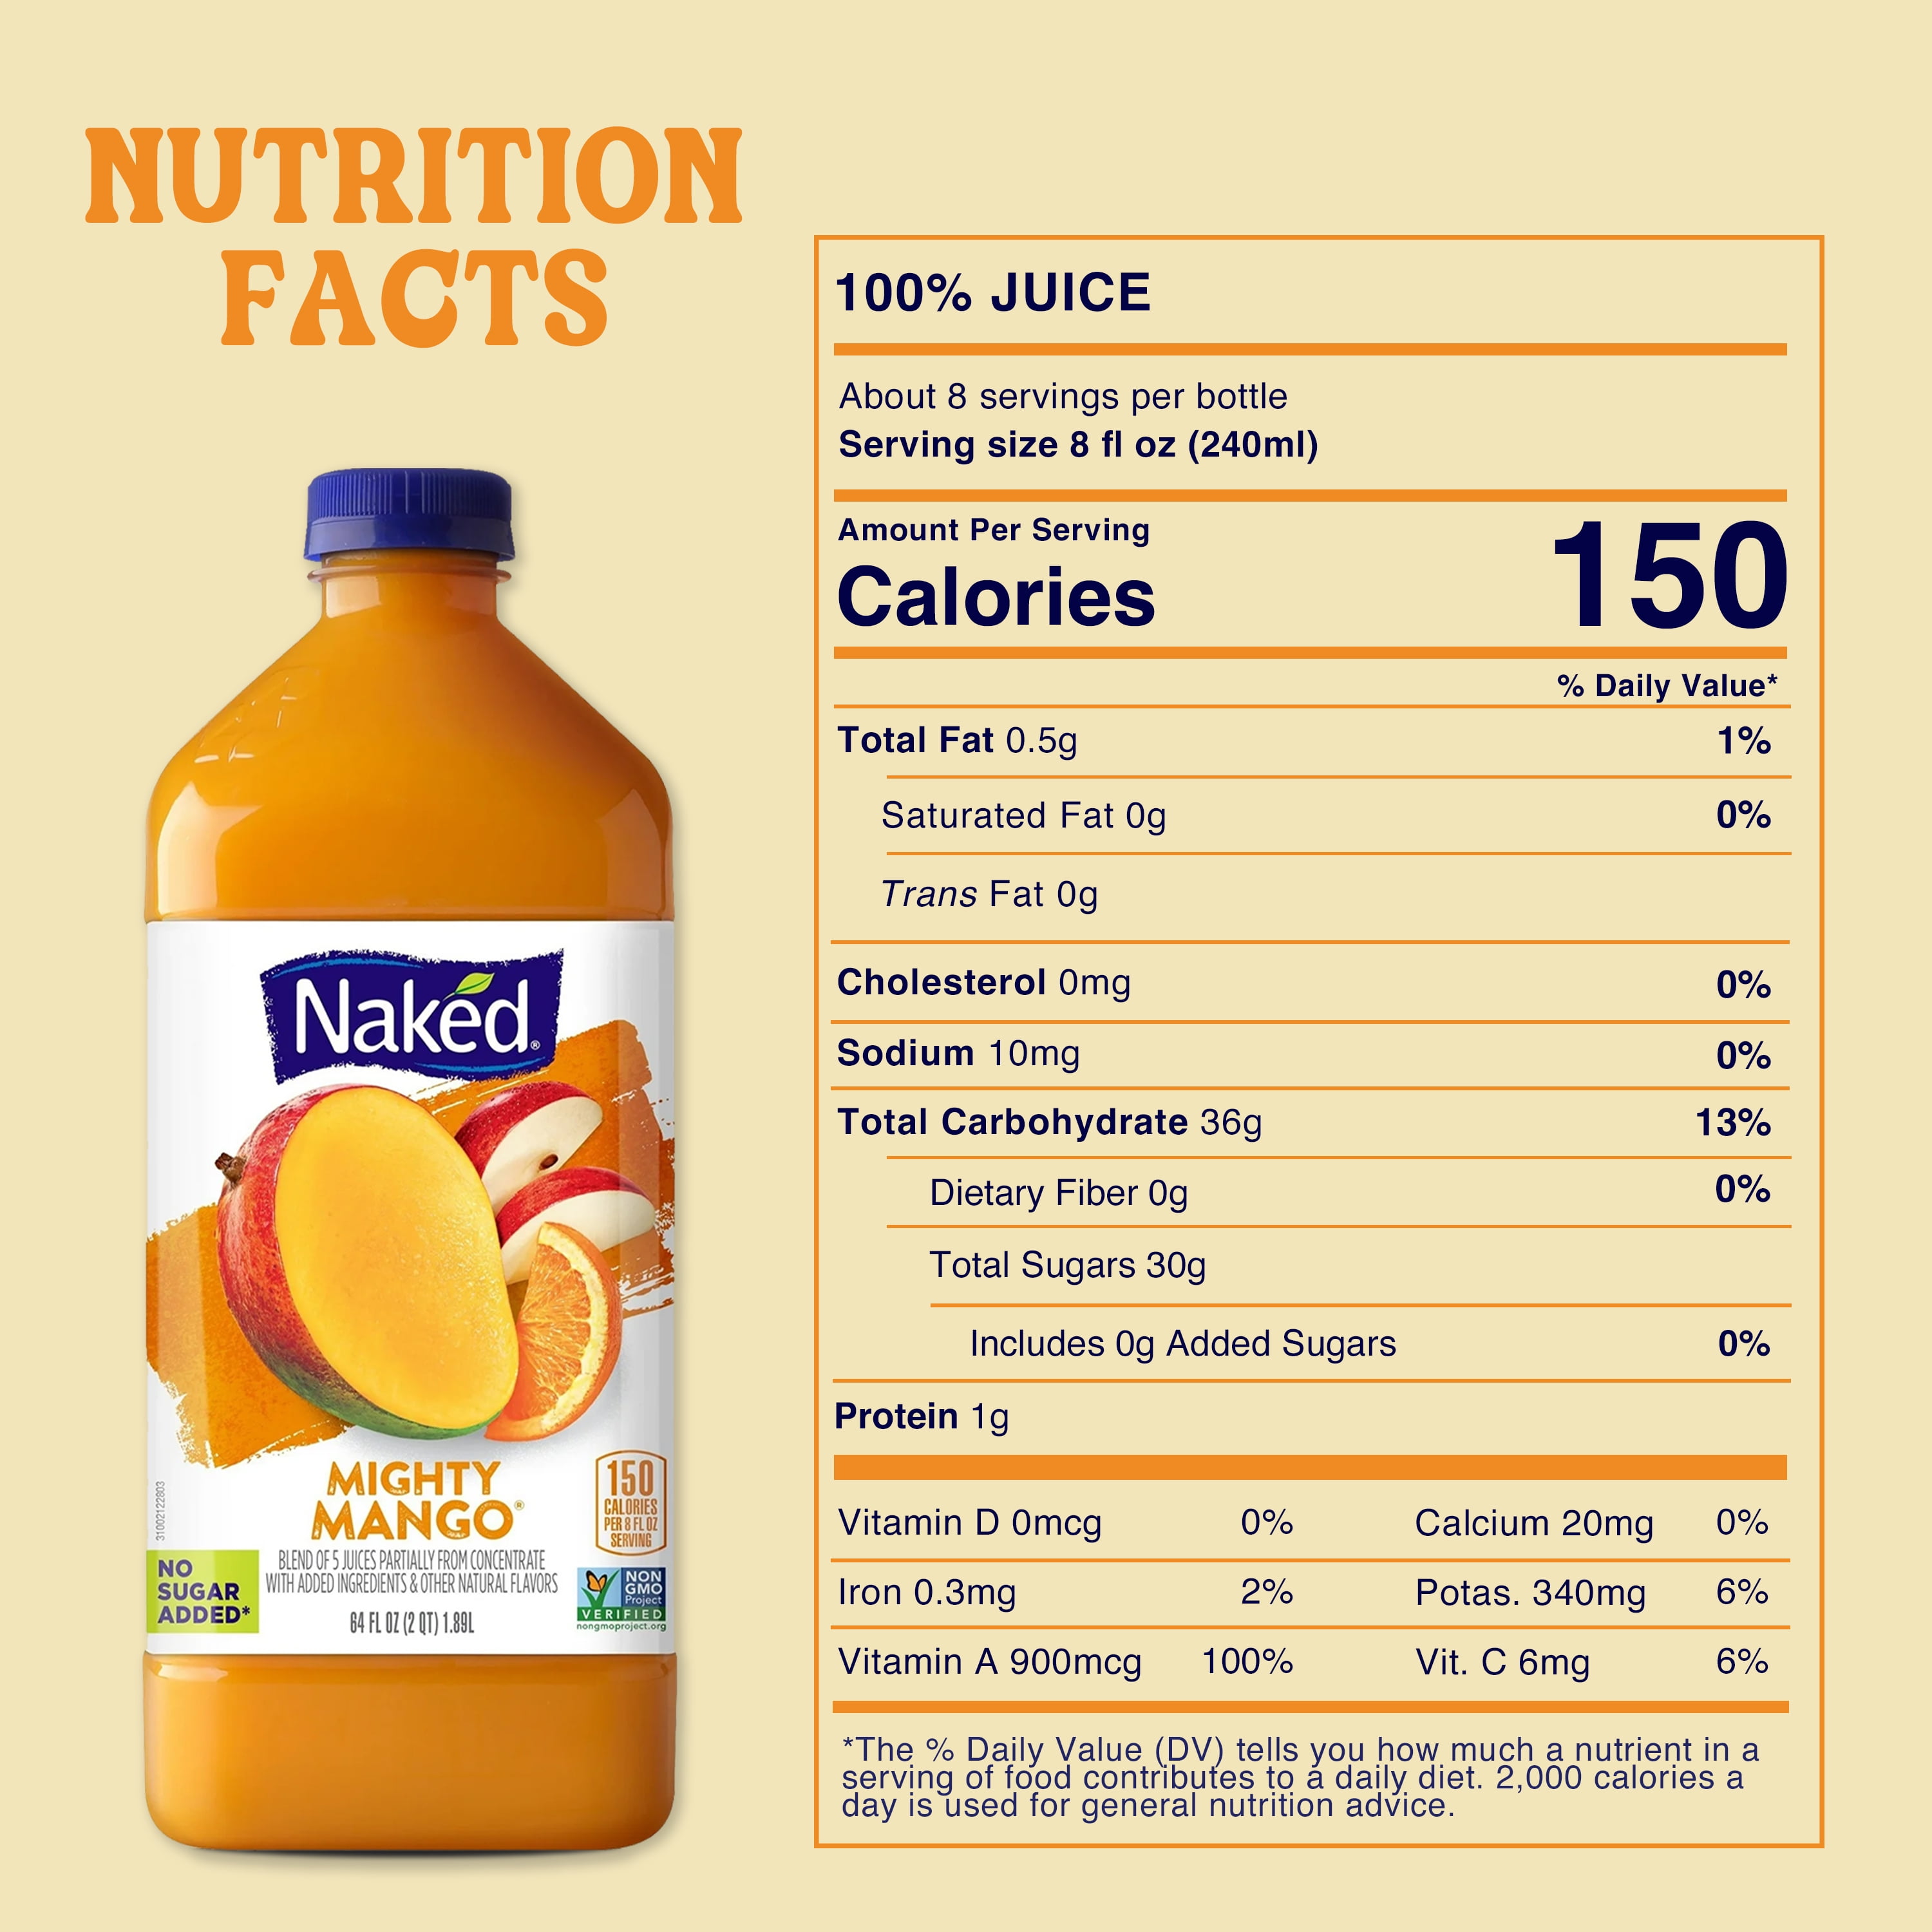 NUTRITION
FACTS
100% JUICE
About 8 servings per bottle
Serving size 8 fl oz (240ml)
Amount Per Serving
Calories 150
% Daily Value*
Total Fat 0.5g 1%
Saturated Fat 0g 0%
Trans Fat 0g
Cholesterol 0mg 0%
Sodium 10mg 0%
Total Carbohydrate 36g 13%
Dietary Fiber 0g 0%
Total Sugars 30g
Includes 0g Added Sugars 0%
Protein 1g
Vitamin D 0mcg 0% Calcium 20mg 0%
Iron 0.3mg 2% Potas. 340mg 6%
Vitamin A 900mcg 100% Vit. C 6mg 6%
*The % Daily Value (DV) tells you how much a nutrient in a
serving of food contributes to a daily diet. 2,000 calories a
day is used for general nutrition advice.
Naked®
MIGHTY
MANGO®
150
CALORIES
PER 8 FL OZ
SERVING
31002122803
NO
SUGAR
ADDED*
BLEND OF 5 JUICES PARTIALLY FROM CONCENTRATE
WITH ADDED INGREDIENTS & OTHER NATURAL FLAVORS
64 FL OZ (2 QT) 1.89L
NON
GMO
Project
VERIFIED
nongmoproject.org